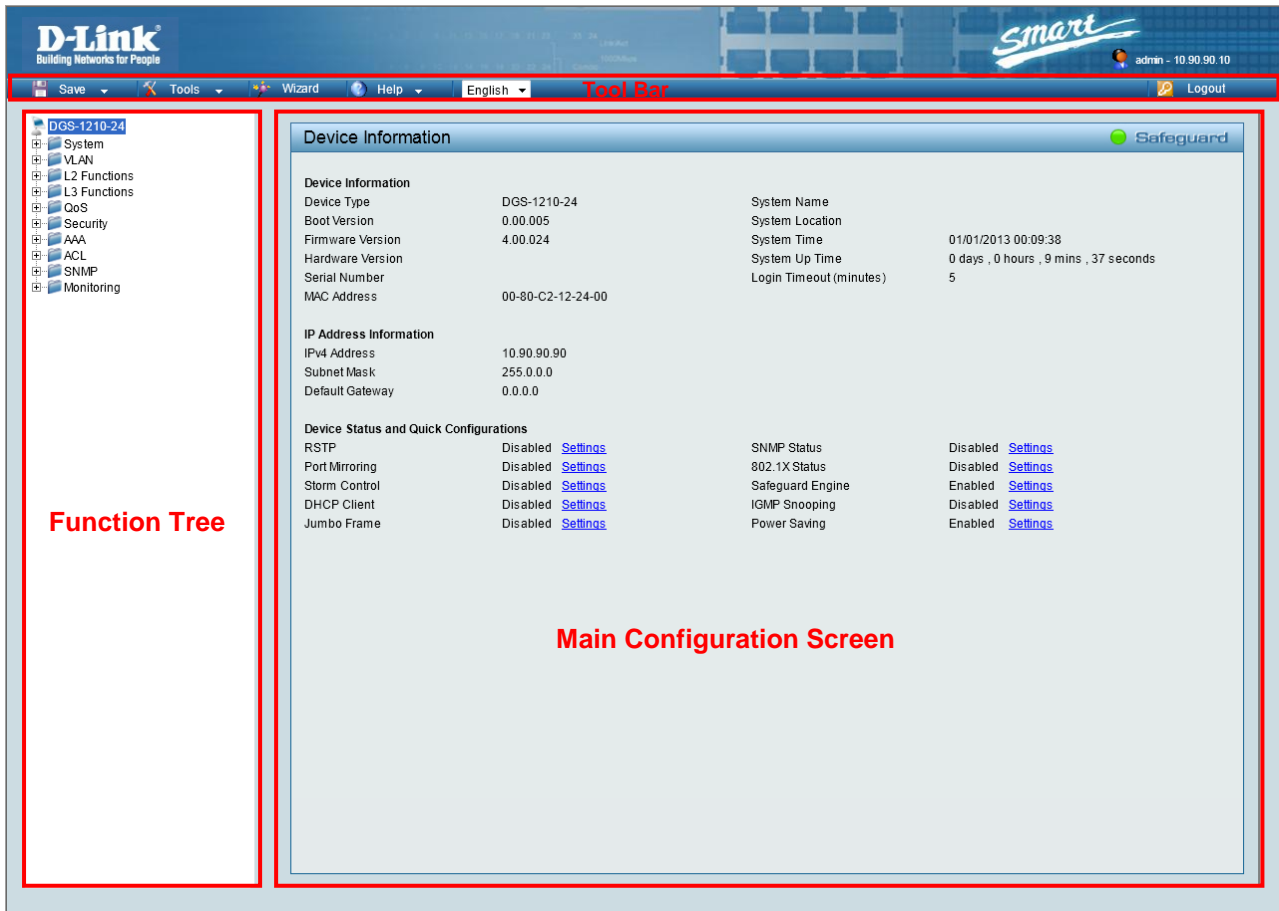 D-Link
Building Networks for People
smart
admin - 10.90.90.10
Save Tools Wizard Help English Tool Bar Logout
DGS-1210-24
System
VLAN
L2 Functions
L3 Functions
QoS
Security
AAA
ACL
SNMP
Monitoring
Function Tree
Device Information Safeguard
Device Information
Device Type DGS-1210-24 System Name
Boot Version 0.00.005 System Location
Firmware Version 4.00.024 System Time 01/01/2013 00:09:38
Hardware Version System Up Time 0 days , 0 hours , 9 mins , 37 seconds
Serial Number Login Timeout (minutes) 5
MAC Address 00-80-C2-12-24-00
IP Address Information
IPv4 Address 10.90.90.90
Subnet Mask 255.0.0.0
Default Gateway 0.0.0.0
Device Status and Quick Configurations
RSTP Disabled Settings SNMP Status Disabled Settings
Port Mirroring Disabled Settings 802.1X Status Disabled Settings
Storm Control Disabled Settings Safeguard Engine Enabled Settings
DHCP Client Disabled Settings IGMP Snooping Disabled Settings
Jumbo Frame Disabled Settings Power Saving Enabled Settings
Main Configuration Screen